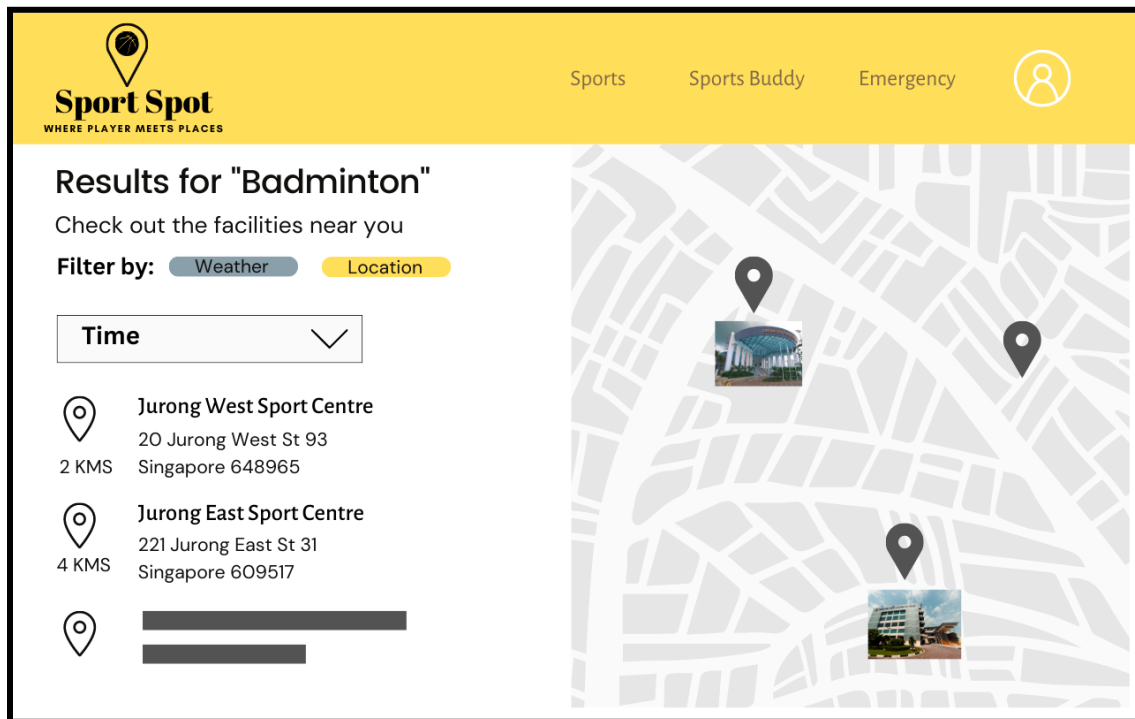 Sport Spot
WHERE PLAYER MEETS PLACES
Sports
Sports Buddy
Emergency
Results for "Badminton"
Check out the facilities near you
Filter by:
Weather
Location
Time
Jurong West Sport Centre
20 Jurong West St 93
2 KMS
Singapore 648965
Jurong East Sport Centre
221 Jurong East St 31
4 KMS
Singapore 609517